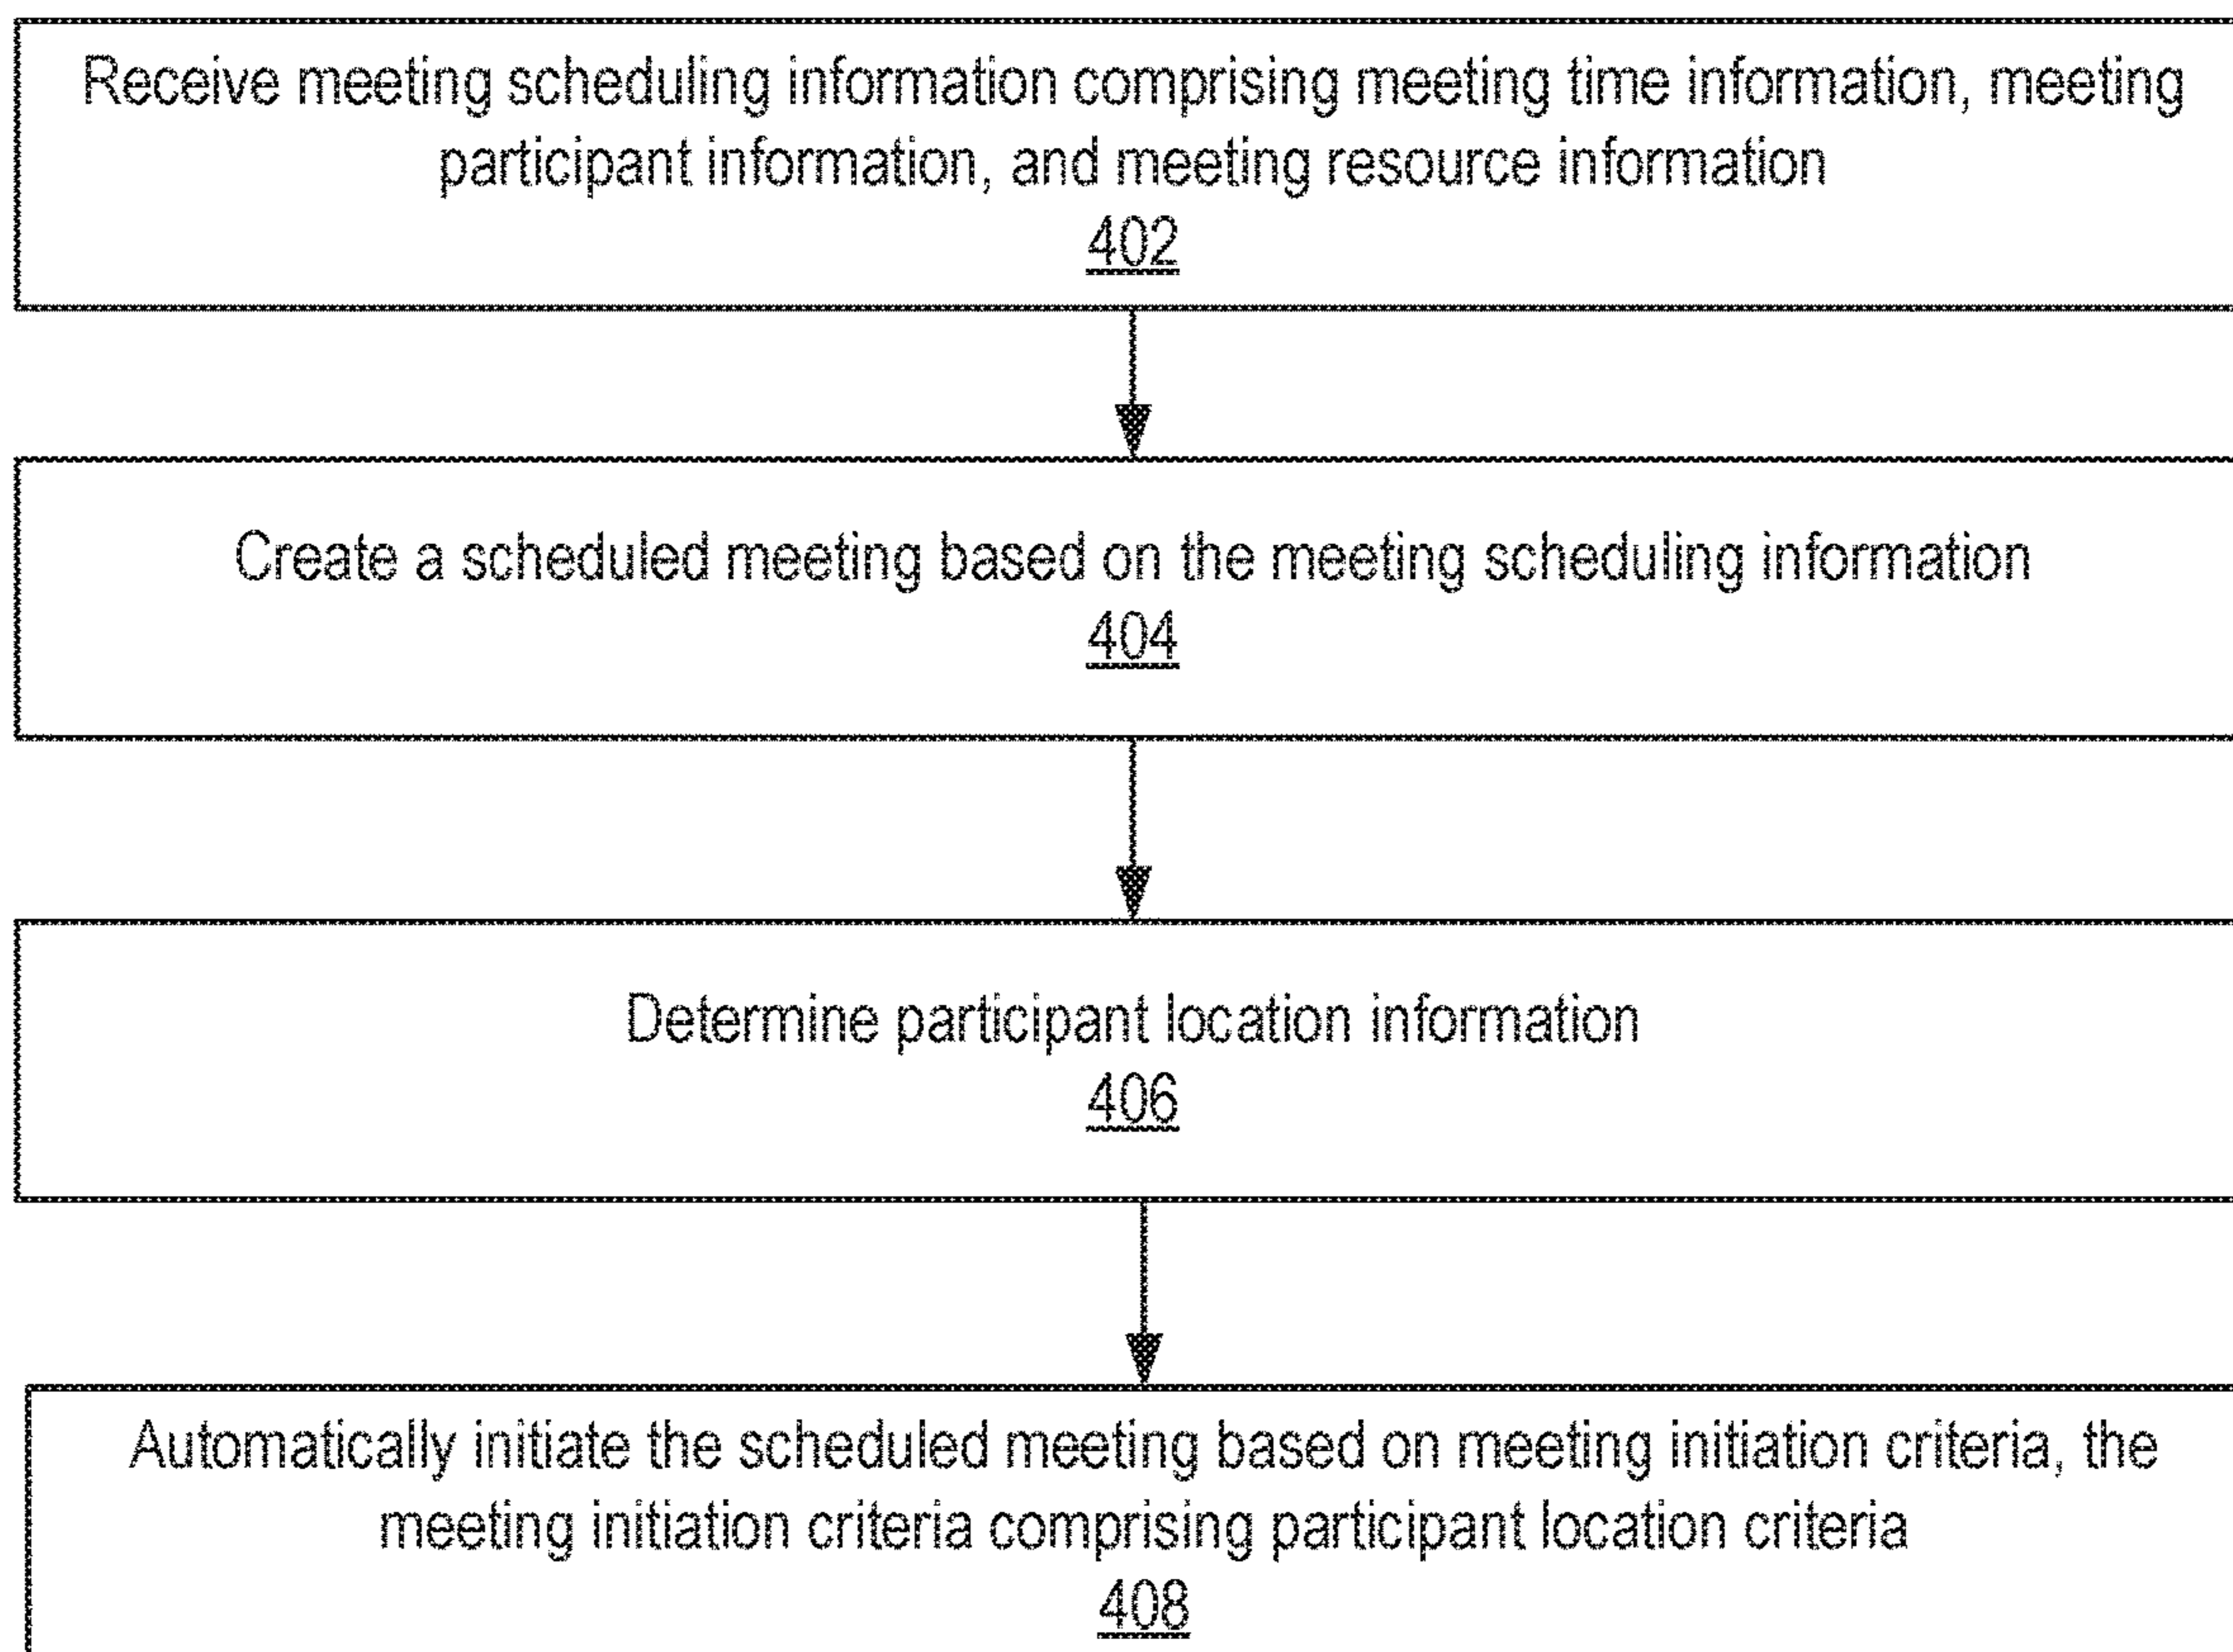 Receive meeting scheduling information comprising meeting time information, meeting
participant information, and meeting resource information
402
Create a scheduled meeting based on the meeting scheduling information
404
Determine participant location information
406
Automatically initiate the scheduled meeting based on meeting initiation criteria, the
meeting initiation criteria comprising participant location criteria
408